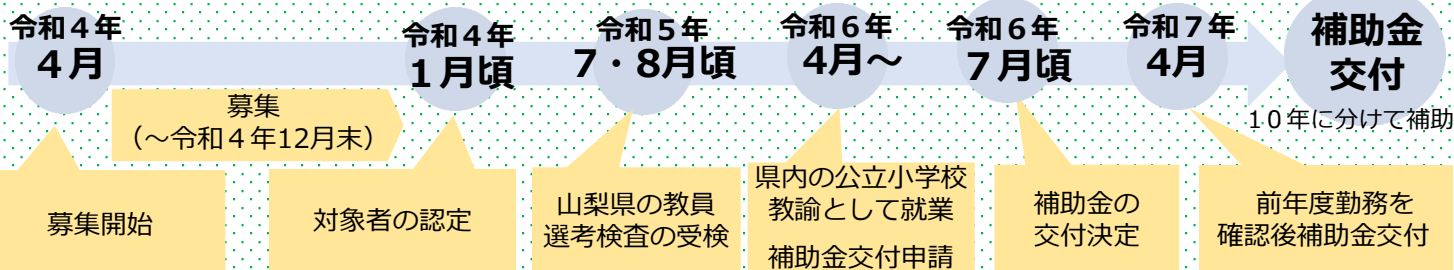 令和４年
４月
令和４年
１月頃
令和５年
７・８月頃
令和６年
4月～
令和６年
７月頃
令和７年
4月
補助金
交付
１０年に分けて補助
募集
（～令和４年12月末）
募集開始
対象者の認定
山梨県の教員
選考検査の受検
県内の公立小学校
教諭として就業
補助金交付申請
補助金の
交付決定
前年度勤務を
確認後補助金交付